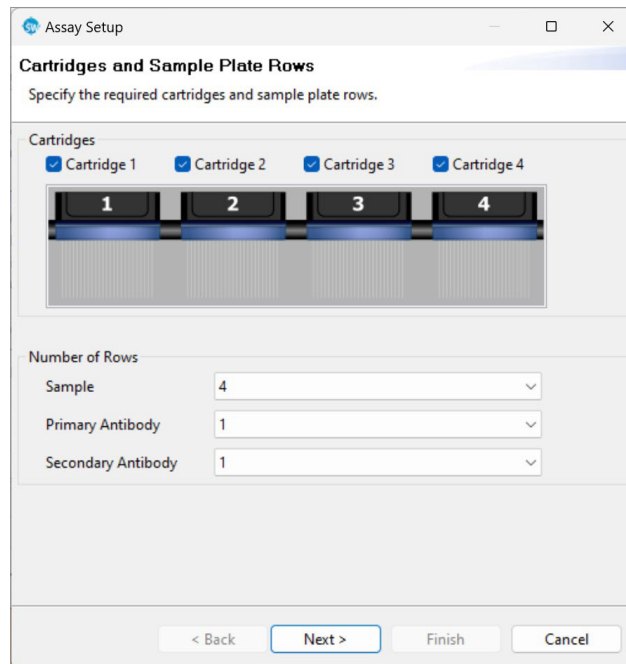 SW Assay Setup
Cartridges and Sample Plate Rows
Specify the required cartridges and sample plate rows.
Cartridges
Cartridge 1 Cartridge 2 Cartridge 3 Cartridge 4
1 2 3 4
Number of Rows
Sample 4
Primary Antibody 1
Secondary Antibody 1
< Back Next > Finish Cancel